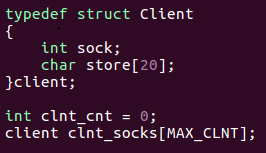 typedef struct Client
{
    int sock;
    char store[20];
}client;

int clnt_cnt = 0;
client clnt_socks[MAX_CLNT];